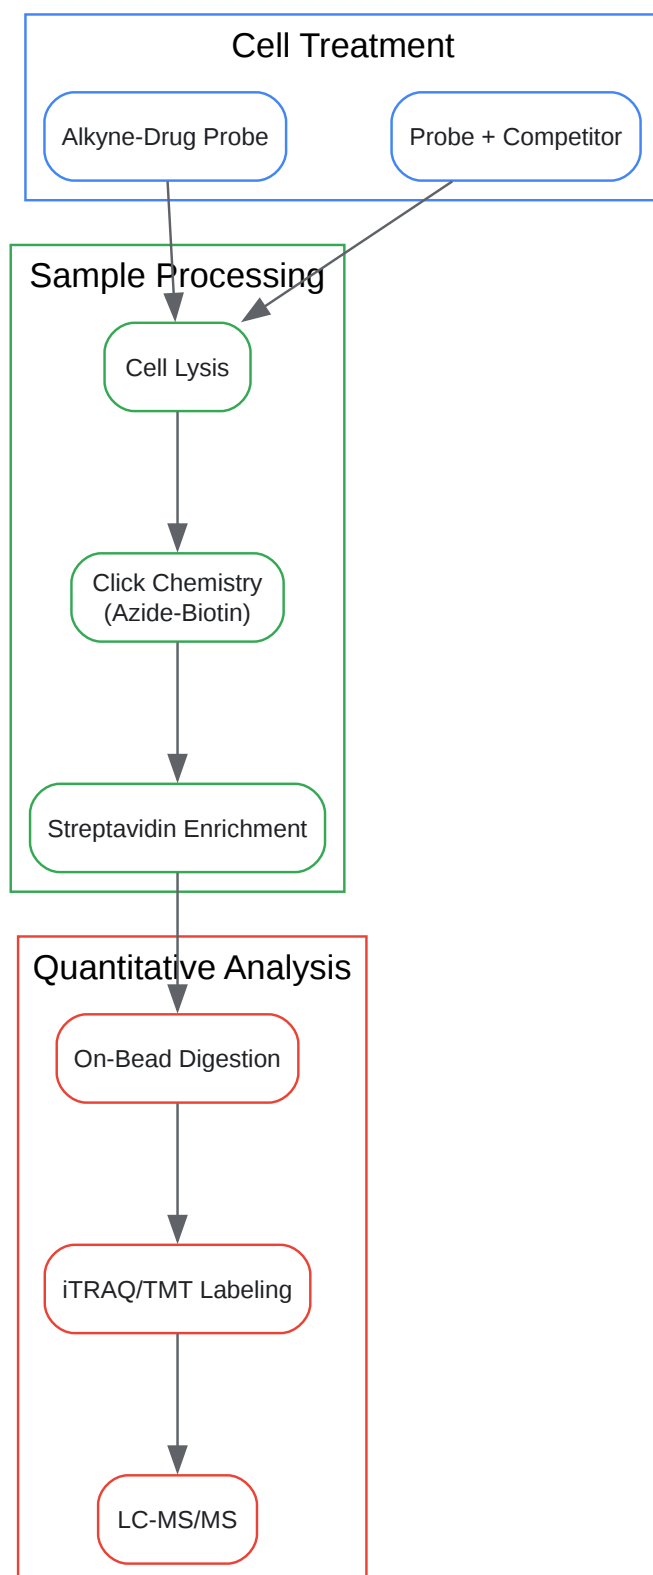 Cell Treatment
Alkyne-Drug Probe
Probe + Competitor
Sample Processing
Cell Lysis
Click Chemistry
(Azide-Biotin)
Streptavidin Enrichment
Quantitative Analysis
On-Bead Digestion
iTRAQ/TMT Labeling
LC-MS/MS